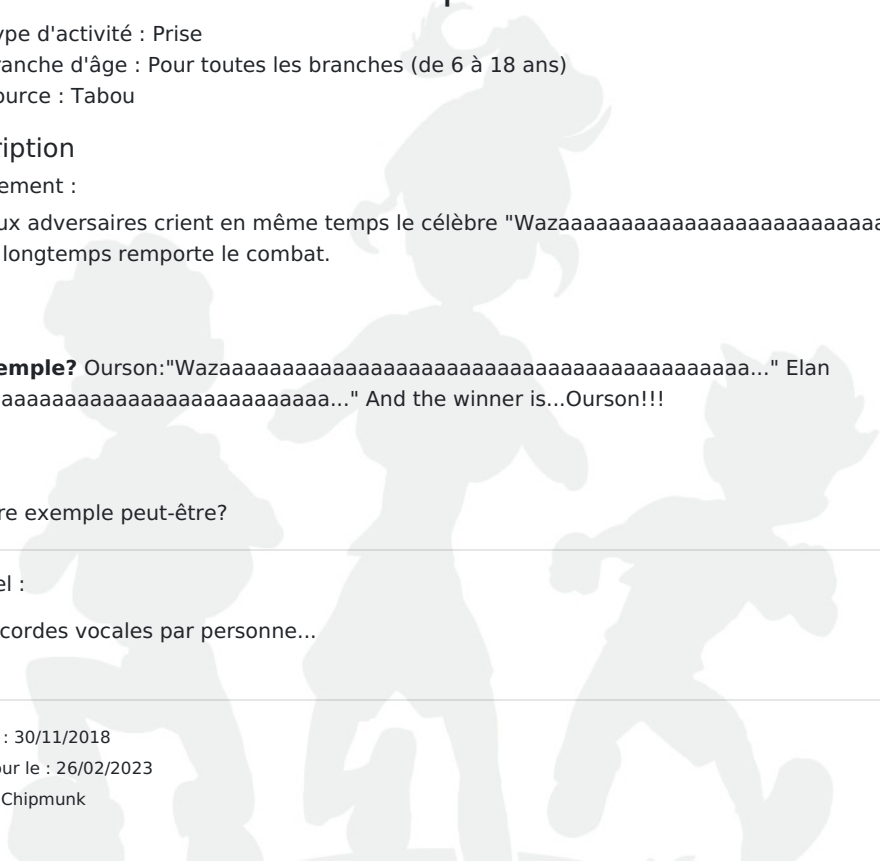 ype d'activité : Prise
ranche d'âge : Pour toutes les branches (de 6 à 18 ans)
ource : Tabou
ription
ement :
ux adversaires crient en même temps le célèbre "Wazaaaaaaaaaaaaaaaaaaaaaaaaaa
longtemps remporte le combat.
emple? Ourson:"Wazaaaaaaaaaaaaaaaaaaaaaaaaaaaaaaaaaaaaaaaaaa..." Elan
aaaaaaaaaaaaaaaaaaaaaaaaaa..." And the winner is...Ourson!!!
re exemple peut-être?
el :
cordes vocales par personne...
: 30/11/2018
our le : 26/02/2023
Chipmunk